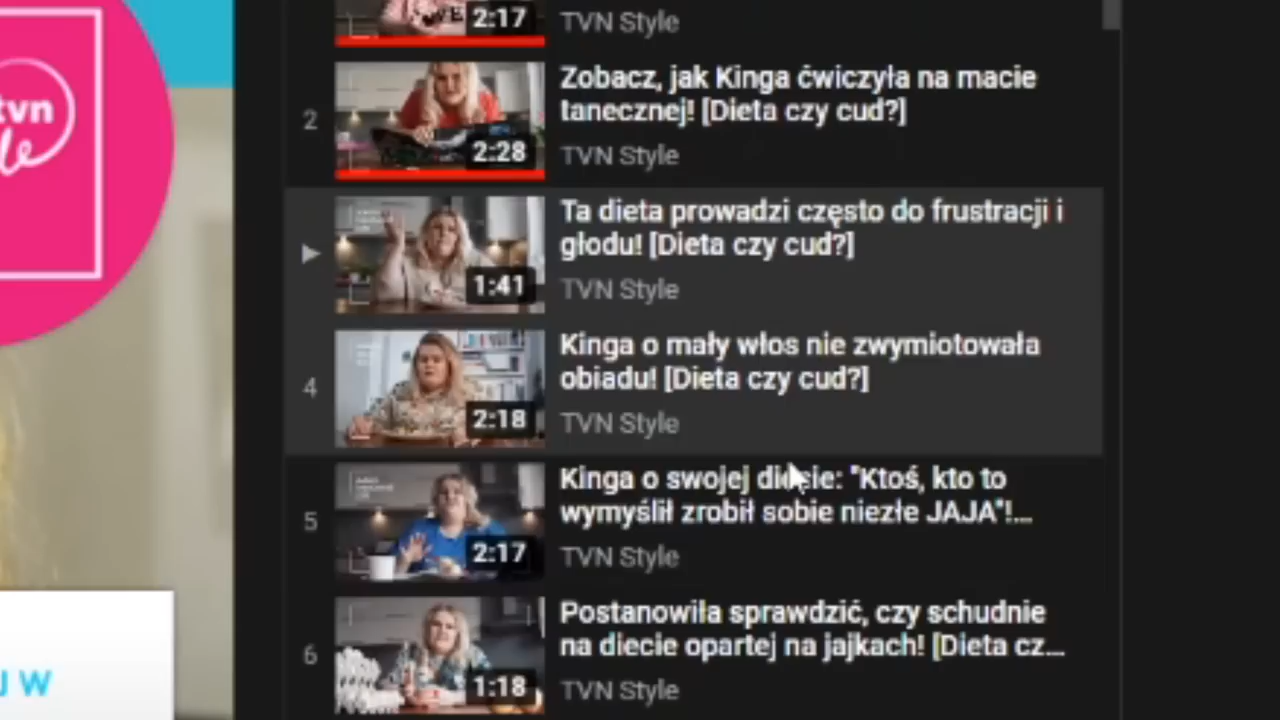 2:17
TVN Style
tvn
2
Zobacz, jak Kinga ćwiczyła na macie
tanecznej! [Dieta czy cud?]
2:28
TVN Style
Ta dieta prowadzi często do frustracji i
głodu! [Dieta czy cud?]
1:41
TVN Style
4
Kinga o mały włos nie zwymiotowała
obiadu! [Dieta czy cud?]
2:18
TVN Style
5
Kinga o swojej diecie: "Ktoś, kto to
wymyślił zrobił sobie niezłe JAJA"!...
2:17
TVN Style
6
Postanowiła sprawdzić, czy schudnie
na diecie opartej na jajkach! [Dieta cz...
1:18
TVN Style
J W